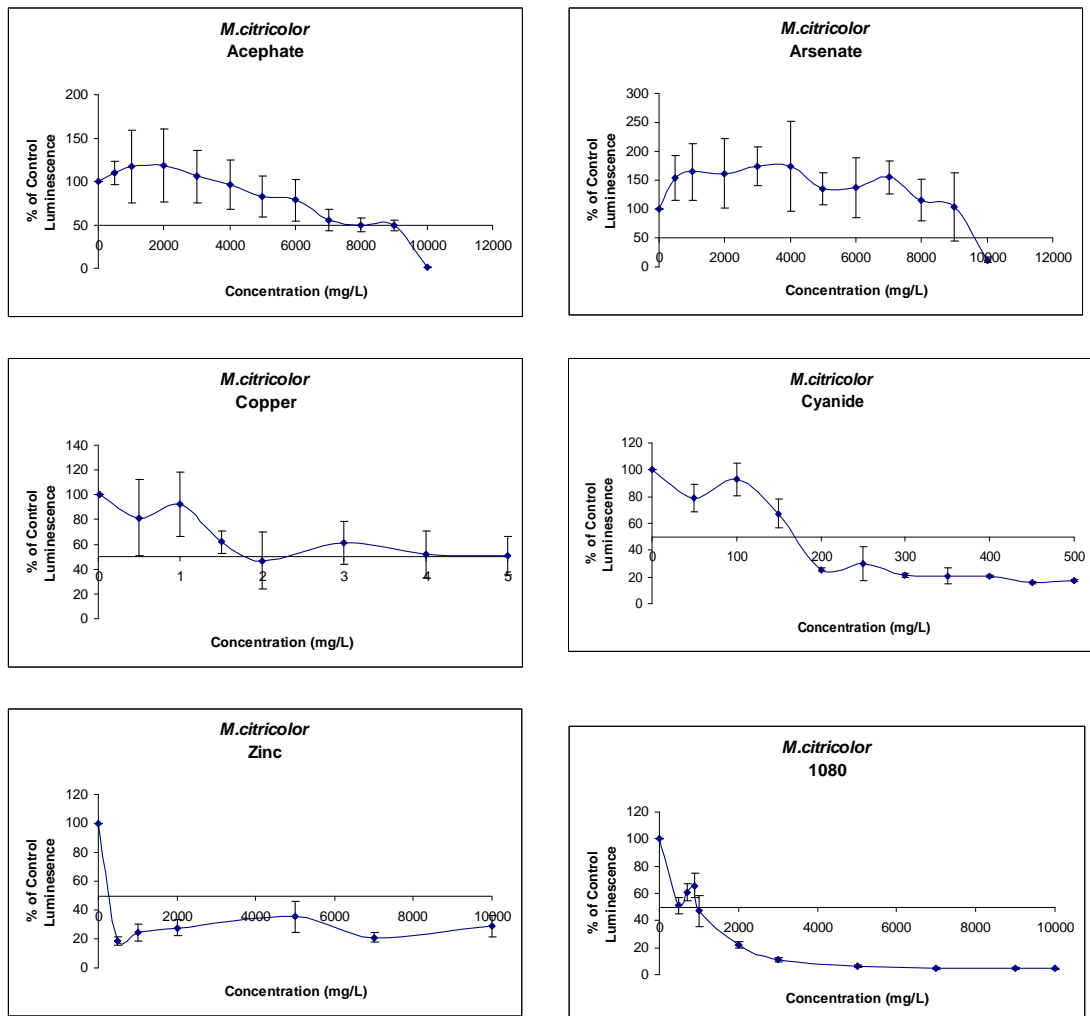 M.citricolor
Acephate
200
150
100
50
0
0 2000 4000 6000 8000 10000 12000
% of Control
Luminescence
Concentration (mg/L)
M.citricolor
Arsenate
300
250
200
150
100
50
0
0 2000 4000 6000 8000 10000 12000
% of Control
Luminescence
Concentration (mg/L)
M.citricolor
Copper
140
120
100
80
60
40
20
0
0 1 2 3 4 5
% of Control
Luminescence
Concentration (mg/L)
M.citricolor
Cyanide
120
100
80
60
40
20
0
0 100 200 300 400 500
% of Control
Luminescence
Concentration (mg/L)
M.citricolor
Zinc
120
100
80
60
40
20
0
0 2000 4000 6000 8000 10000
% of Control
Luminesence
Concentration (mg/L)
M.citricolor
1080
120
100
80
60
40
20
0
0 2000 4000 6000 8000 10000
% of Control
Luminescence
Concentration (mg/L)